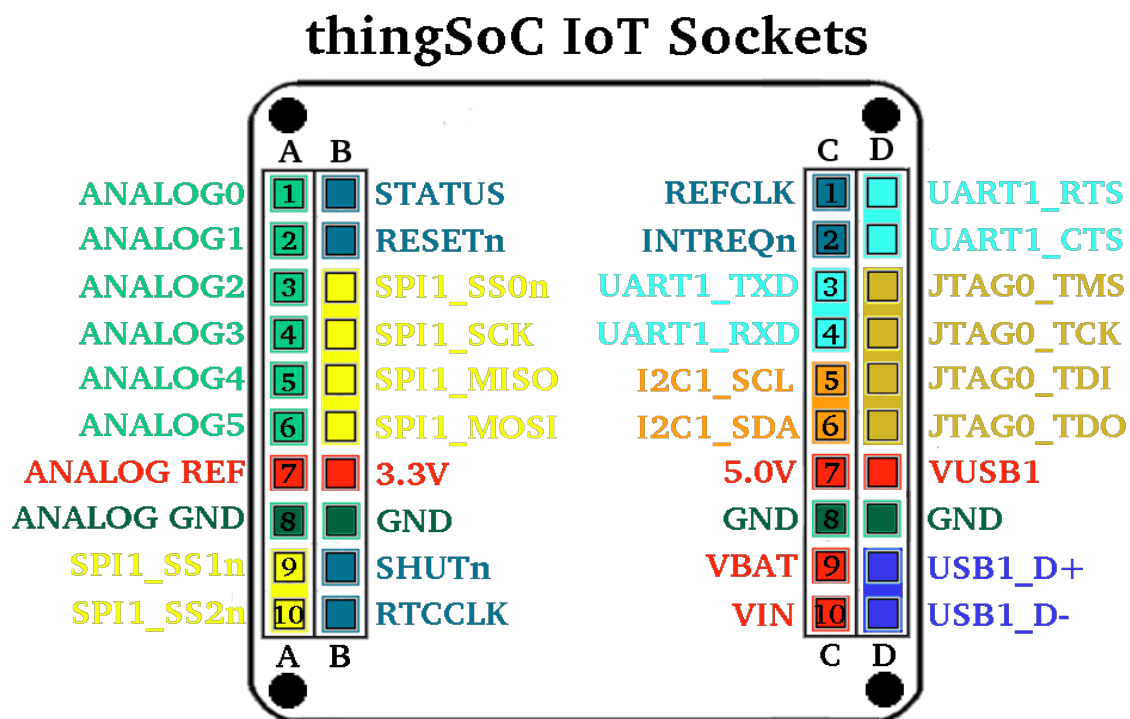 thingSoC IoT Sockets
A B C D
ANALOG0 1 STATUS REFCLK 1 UART1_RTS
ANALOG1 2 RESETn INTREQn 2 UART1_CTS
ANALOG2 3 SPI1_SS0n UART1_TXD 3 JTAG0_TMS
ANALOG3 4 SPI1_SCK UART1_RXD 4 JTAG0_TCK
ANALOG4 5 SPI1_MISO I2C1_SCL 5 JTAG0_TDI
ANALOG5 6 SPI1_MOSI I2C1_SDA 6 JTAG0_TDO
ANALOG REF 7 3.3V 5.0V 7 VUSB1
ANALOG GND 8 GND GND 8 GND
SPI1_SS1n 9 SHUTn VBAT 9 USB1_D+
SPI1_SS2n 10 RTCCLK VIN 10 USB1_D-
A B C D